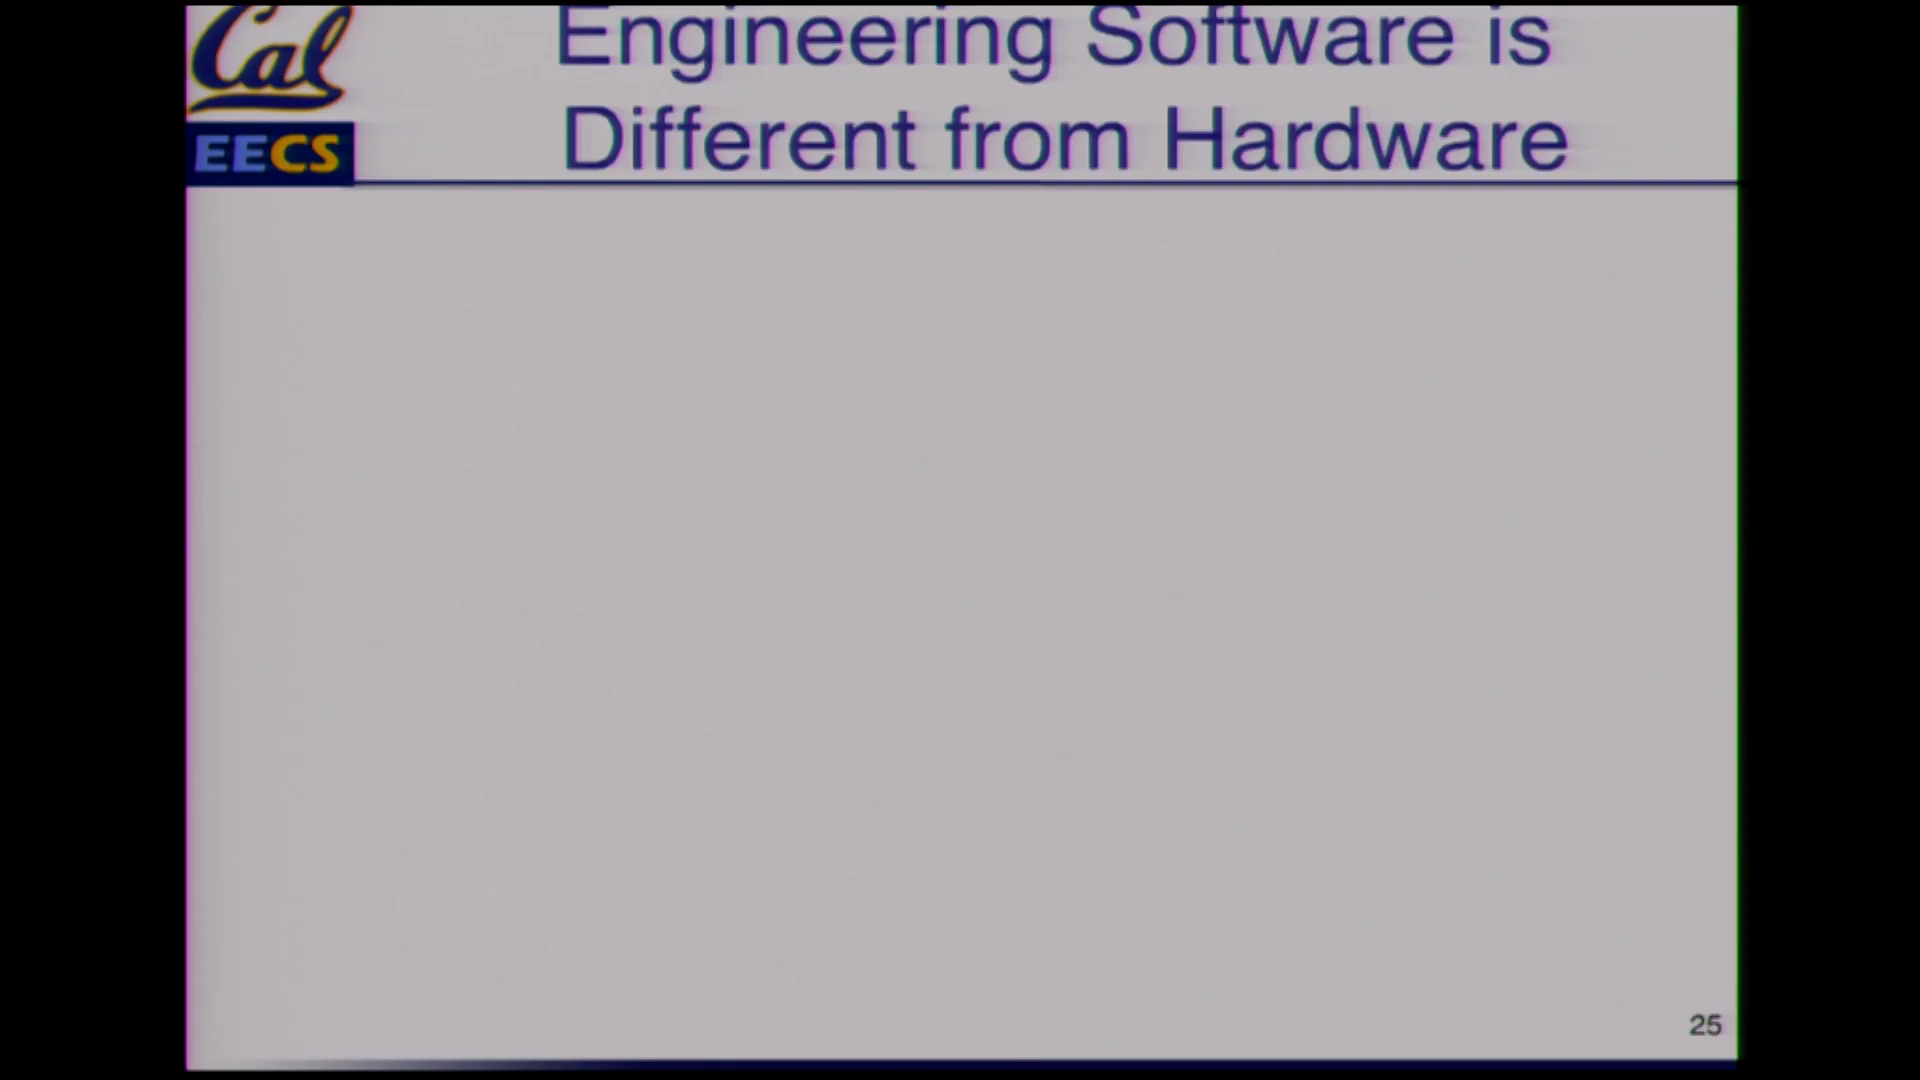 Cal
EECS
Engineering Software is
Different from Hardware
25